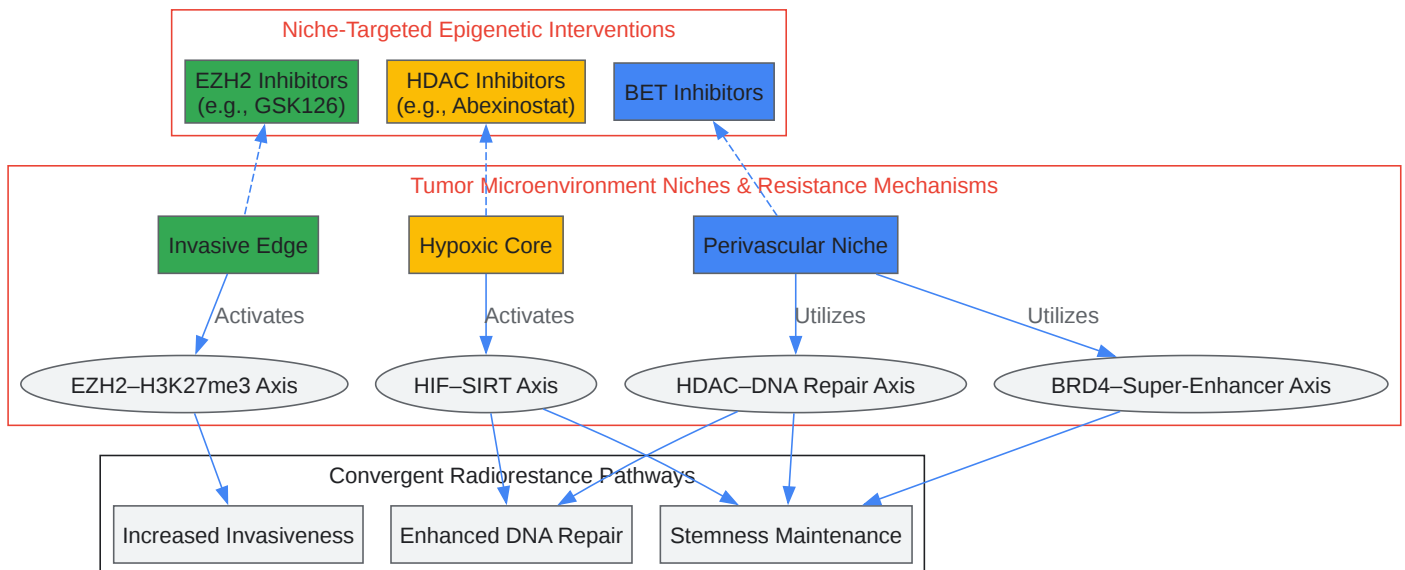 Niche-Targeted Epigenetic Interventions
EZH2 Inhibitors
(e.g., GSK126)
HDAC Inhibitors
(e.g., Abexinostat)
BET Inhibitors
Tumor Microenvironment Niches & Resistance Mechanisms
Invasive Edge
Hypoxic Core
Perivascular Niche
Activates
Activates
Utilizes
Utilizes
EZH2–H3K27me3 Axis
HIF–SIRT Axis
HDAC–DNA Repair Axis
BRD4–Super-Enhancer Axis
Convergent Radiorestance Pathways
Increased Invasiveness
Enhanced DNA Repair
Stemness Maintenance